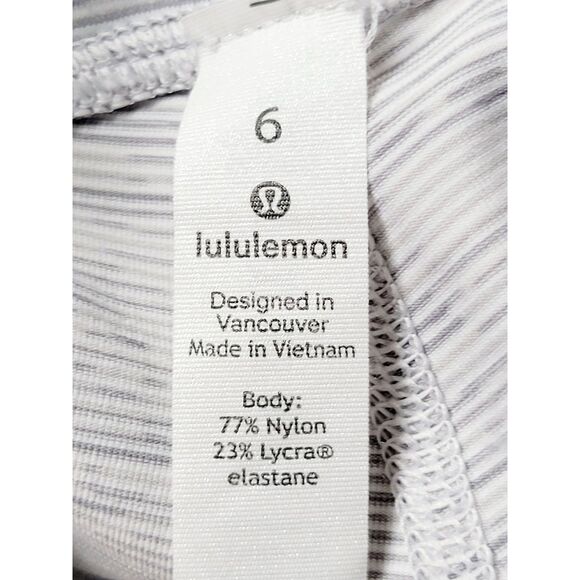 6
lululemon
Designed in
Vancouver
Made in Vietnam
Body:
77% Nylon
23% Lycra®
elastane